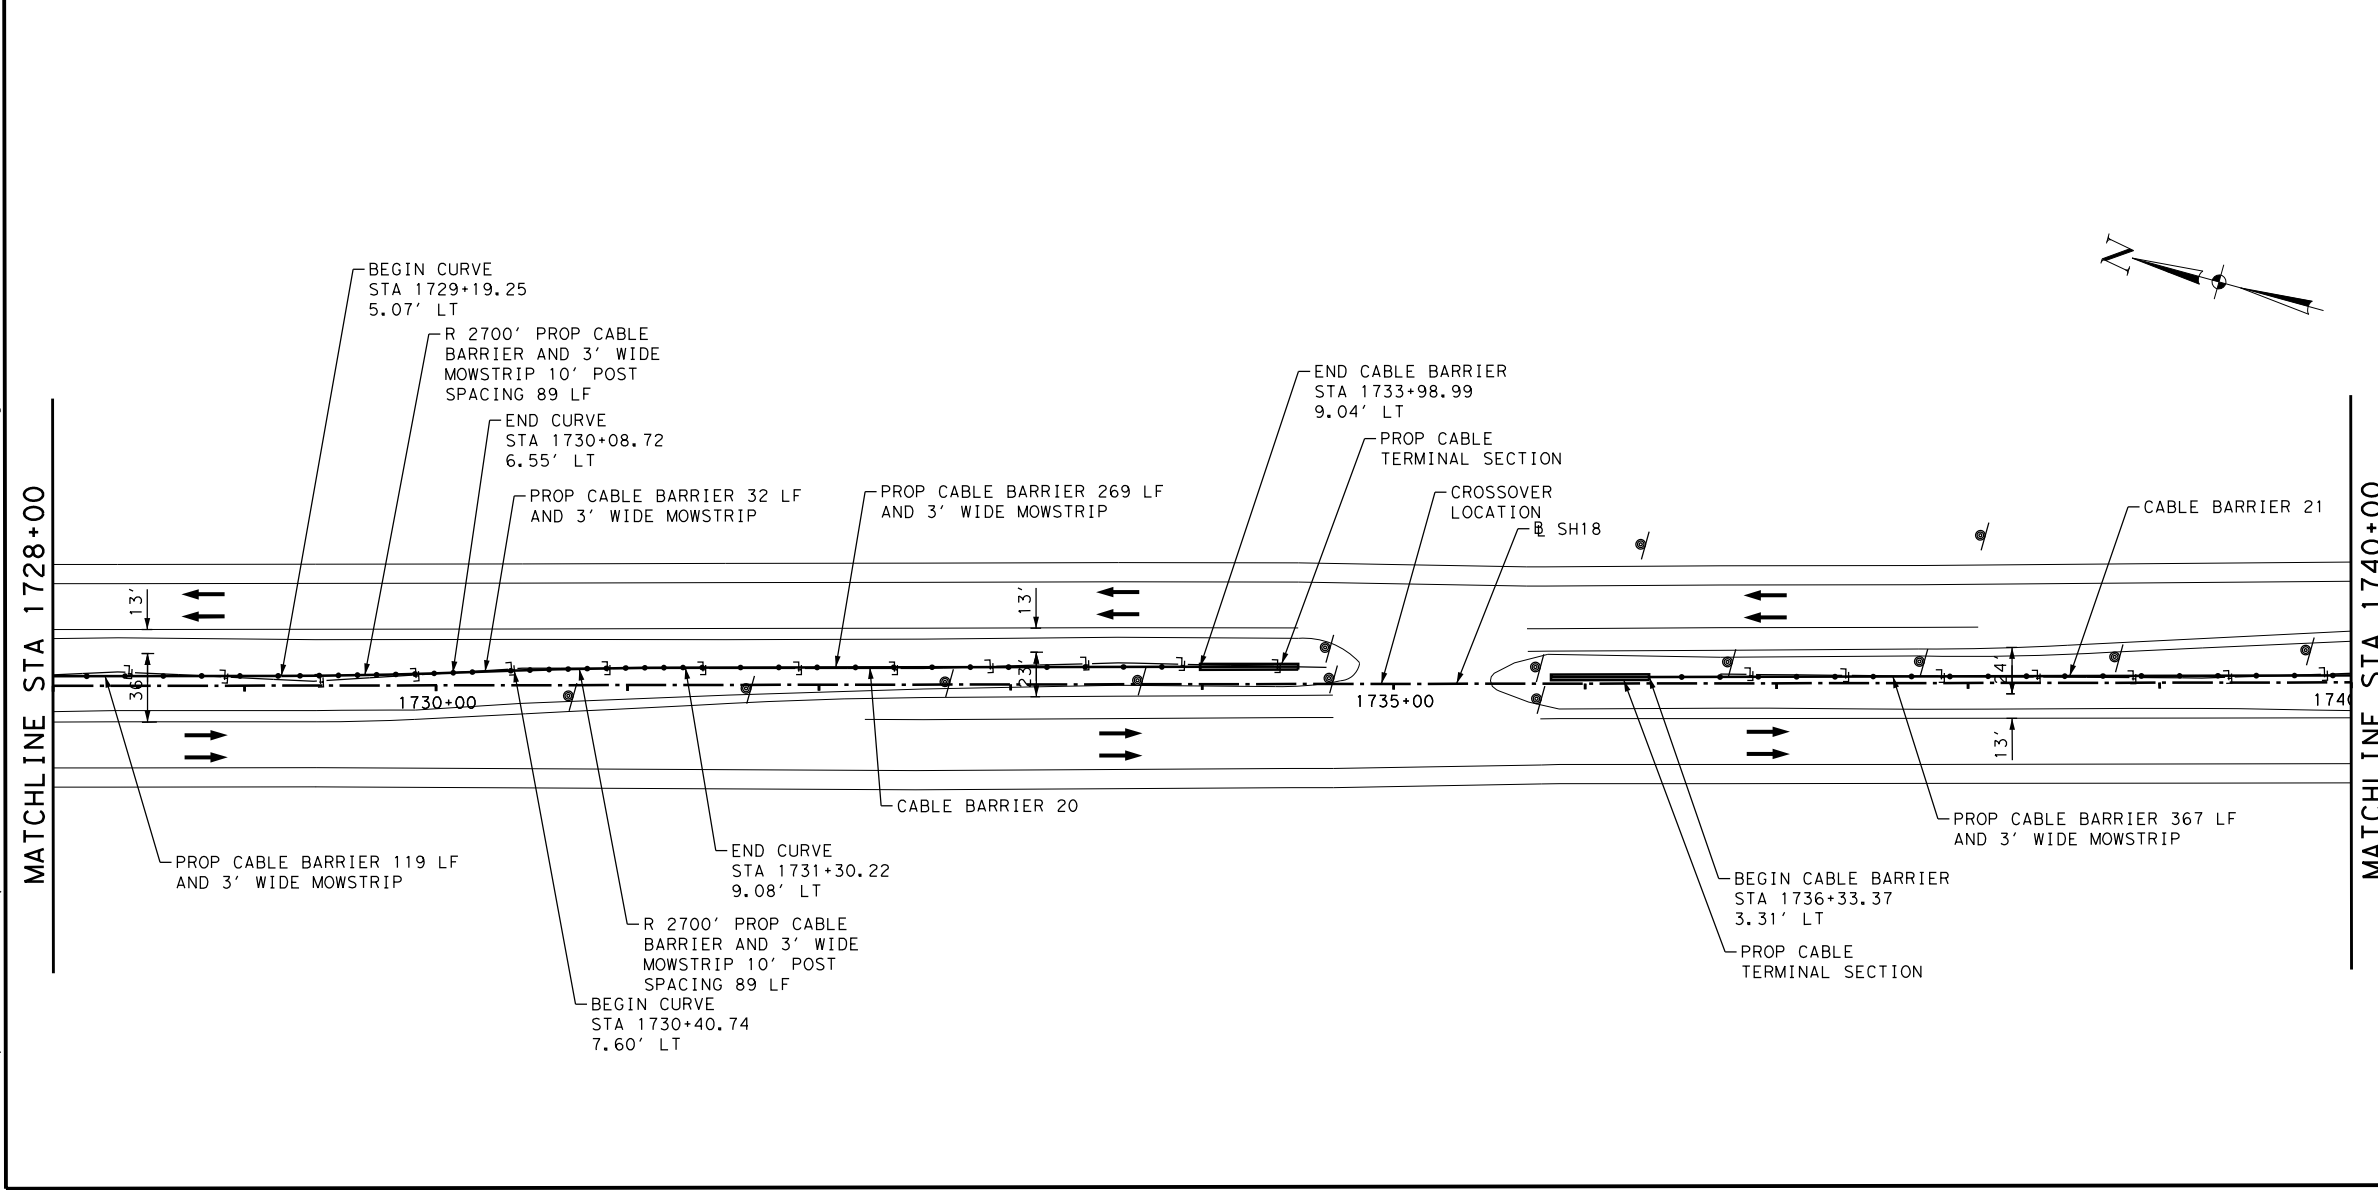 BEGIN CURVE
STA 1729+19.25
5.07' LT
R 2700' PROP CABLE
BARRIER AND 3' WIDE
MOWSTRIP 10' POST
SPACING 89 LF
END CURVE
STA 1730+08.72
6.55' LT
PROP CABLE BARRIER 32 LF
AND 3' WIDE MOWSTRIP
PROP CABLE BARRIER 269 LF
AND 3' WIDE MOWSTRIP
END CABLE BARRIER
STA 1733+98.99
9.04' LT
PROP CABLE
TERMINAL SECTION
CROSSOVER
LOCATION
BL SH18
CABLE BARRIER 21
N
MATCHLINE STA 1728+00
MATCHLINE STA 1740+00
13'
13'
36'
23'
24'
13'
1730+00
1735+00
1740
CABLE BARRIER 20
PROP CABLE BARRIER 119 LF
AND 3' WIDE MOWSTRIP
END CURVE
STA 1731+30.22
9.08' LT
R 2700' PROP CABLE
BARRIER AND 3' WIDE
MOWSTRIP 10' POST
SPACING 89 LF
BEGIN CURVE
STA 1730+40.74
7.60' LT
PROP CABLE BARRIER 367 LF
AND 3' WIDE MOWSTRIP
BEGIN CABLE BARRIER
STA 1736+33.37
3.31' LT
PROP CABLE
TERMINAL SECTION